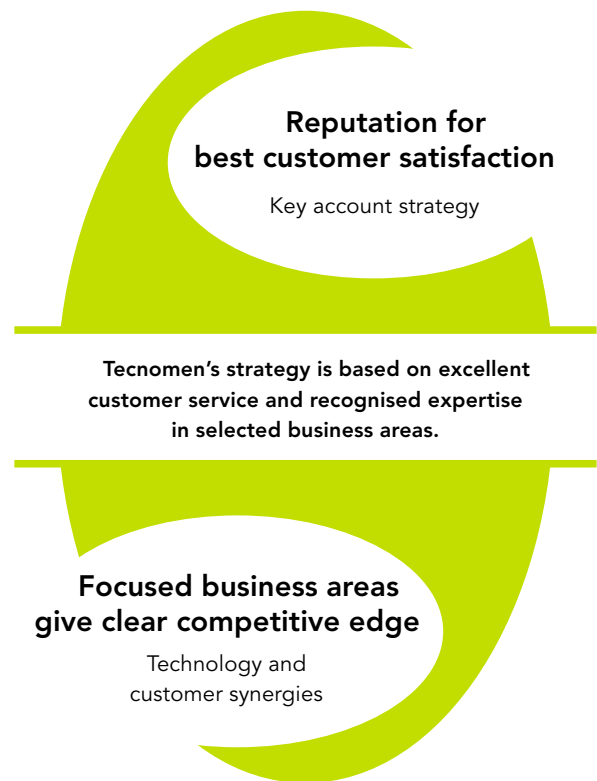 Reputation for
best customer satisfaction
Key account strategy
Tecnomen's strategy is based on excellent
customer service and recognised expertise
in selected business areas.
Focused business areas
give clear competitive edge
Technology and
customer synergies